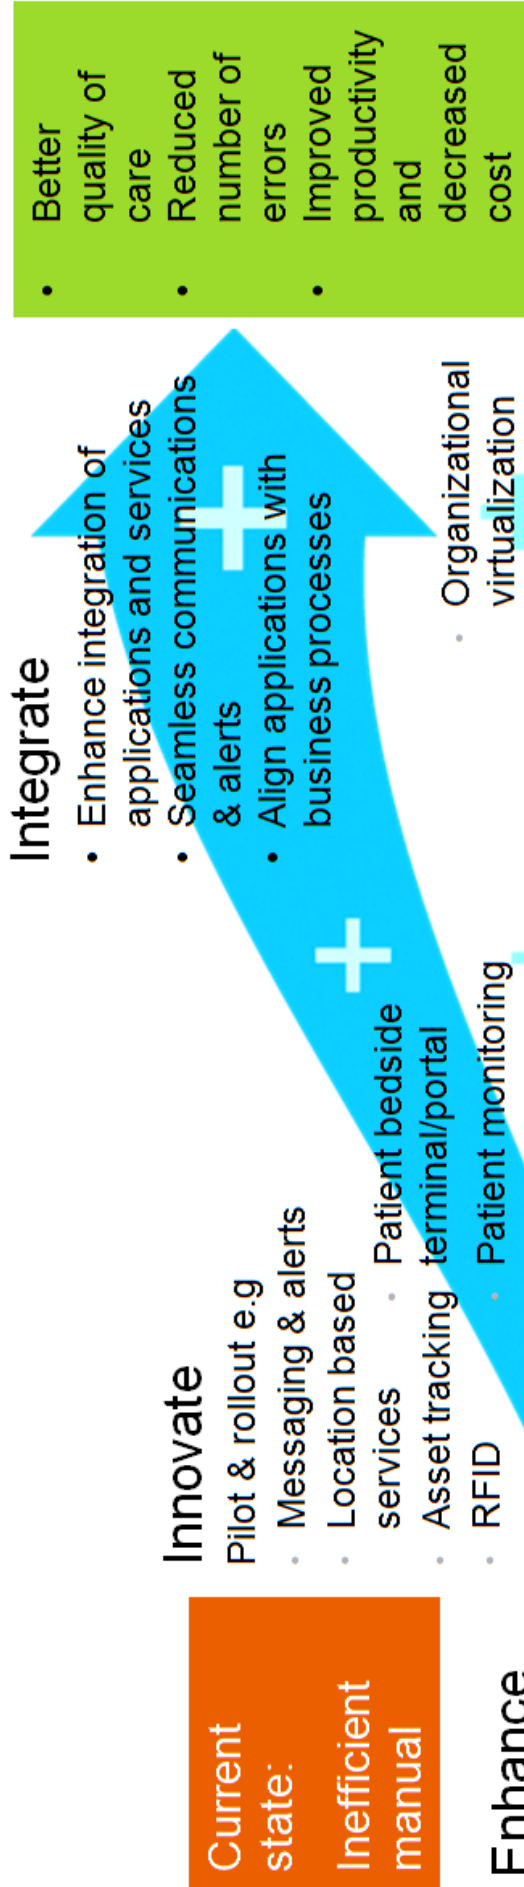 Current
state:
Inefficient
manual
Enhance
Innovate
Pilot & rollout e.g
• Messaging & alerts
• Location based
services
• Asset tracking
• RFID
• Patient bedside
terminal/portal
• Patient monitoring
Integrate
• Enhance integration of
applications and services
• Seamless communications
& alerts
• Align applications with
business processes
• Organizational
virtualization
• Better
quality of
care
• Reduced
number of
errors
• Improved
productivity
and
decreased
cost